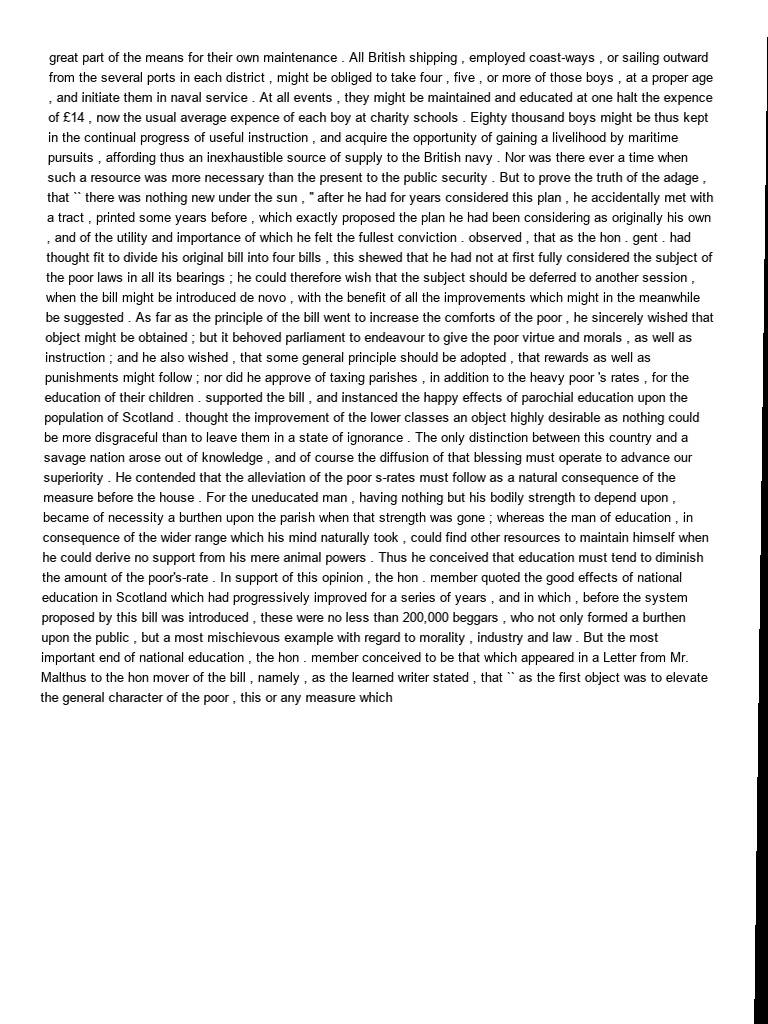 great part of the means for their own maintenance . All British shipping , employed coast-ways , or sailing outward
from the several ports in each district , might be obliged to take four , five , or more of those boys , at a proper age
, and initiate them in naval service . At all events , they might be maintained and educated at one halt the expence
of £14 , now the usual average expence of each boy at charity schools . Eighty thousand boys might be thus kept
in the continual progress of useful instruction , and acquire the opportunity of gaining a livelihood by maritime
pursuits , affording thus an inexhaustible source of supply to the British navy . Nor was there ever a time when
such a resource was more necessary than the present to the public security . But to prove the truth of the adage ,
that `` there was nothing new under the sun , " after he had for years considered this plan , he accidentally met with
a tract , printed some years before , which exactly proposed the plan he had been considering as originally his own
, and of the utility and importance of which he felt the fullest conviction . observed , that as the hon . gent . had
thought fit to divide his original bill into four bills , this shewed that he had not at first fully considered the subject of
the poor laws in all its bearings ; he could therefore wish that the subject should be deferred to another session ,
when the bill might be introduced de novo , with the benefit of all the improvements which might in the meanwhile
be suggested . As far as the principle of the bill went to increase the comforts of the poor , he sincerely wished that
object might be obtained ; but it behoved parliament to endeavour to give the poor virtue and morals , as well as
instruction ; and he also wished , that some general principle should be adopted , that rewards as well as
punishments might follow ; nor did he approve of taxing parishes , in addition to the heavy poor 's rates , for the
education of their children . supported the bill , and instanced the happy effects of parochial education upon the
population of Scotland . thought the improvement of the lower classes an object highly desirable as nothing could
be more disgraceful than to leave them in a state of ignorance . The only distinction between this country and a
savage nation arose out of knowledge , and of course the diffusion of that blessing must operate to advance our
superiority . He contended that the alleviation of the poor s-rates must follow as a natural consequence of the
measure before the house . For the uneducated man , having nothing but his bodily strength to depend upon ,
became of necessity a burthen upon the parish when that strength was gone ; whereas the man of education , in
consequence of the wider range which his mind naturally took , could find other resources to maintain himself when
he could derive no support from his mere animal powers . Thus he conceived that education must tend to diminish
the amount of the poor's-rate . In support of this opinion , the hon . member quoted the good effects of national
education in Scotland which had progressively improved for a series of years , and in which , before the system
proposed by this bill was introduced , these were no less than 200,000 beggars , who not only formed a burthen
upon the public , but a most mischievous example with regard to morality , industry and law . But the most
important end of national education , the hon . member conceived to be that which appeared in a Letter from Mr.
Malthus to the hon mover of the bill , namely , as the learned writer stated , that `` as the first object was to elevate
the general character of the poor , this or any measure which